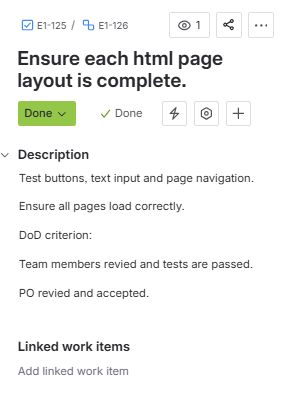 E1-125 / E1-126
1
Ensure each html page
layout is complete.
Done
Done
Description
Test buttons, text input and page navigation.
Ensure all pages load correctly.
DoD criterion:
Team members revied and tests are passed.
PO revied and accepted.
Linked work items
Add linked work item